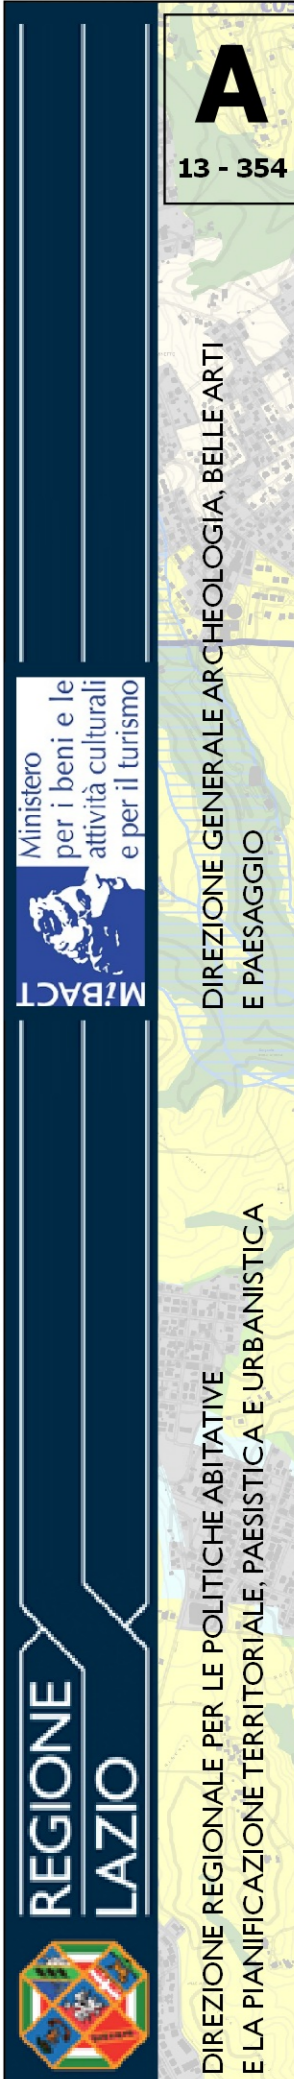 A
13 - 354
REGIONE
LAZIO
MiBACT
Ministero
per i beni e le
attività culturali
e per il turismo
DIREZIONE REGIONALE PER LE POLITICHE ABITATIVE
E LA PIANIFICAZIONE TERRITORIALE, PAESISTICA E URBANISTICA
DIREZIONE GENERALE ARCHEOLOGIA, BELLE ARTI
E PAESAGGIO